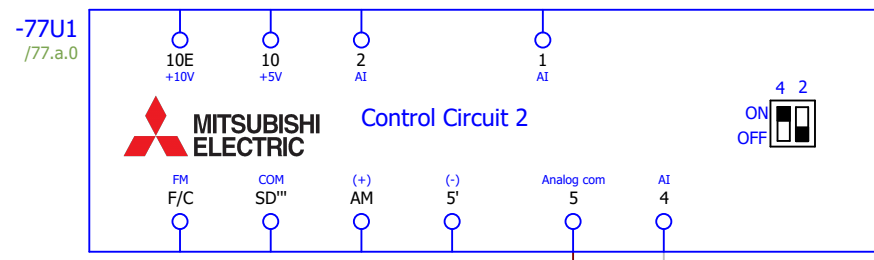 -77U1
/77.a.0
10E 10 2 1
+10V +5V AI AI
4 2
ON
OFF
MITSUBISHI
ELECTRIC
Control Circuit 2
FM COM (+) (-) Analog com AI
F/C SD''' AM 5' 5 4